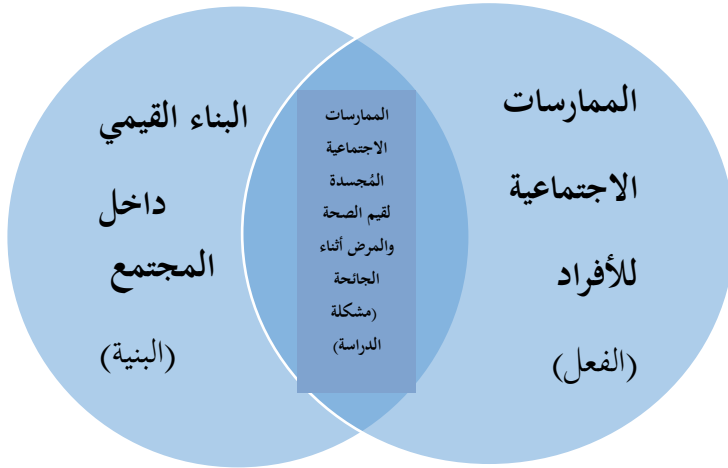 الممارسات
الاجتماعية
للأفراد
(الفعل)
الممارسات
الاجتماعية
المُجسدة
لقيم الصحة
والمرض أثناء
الجائحة
(مشكلة
الدراسة)
البناء القيمي
داخل
المجتمع
(البنية)